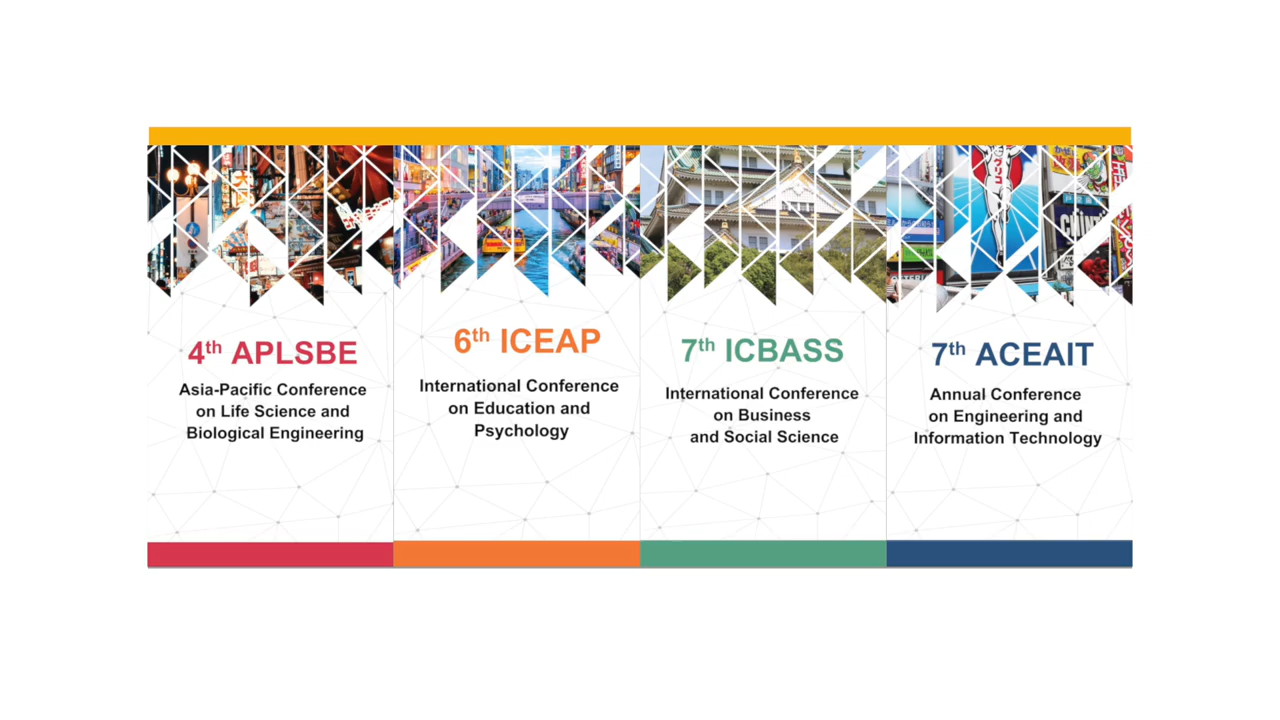 4th APLSBE
Asia-Pacific Conference
on Life Science and
Biological Engineering
6th ICEAP
International Conference
on Education and
Psychology
7th ICBASS
International Conference
on Business
and Social Science
7th ACEAIT
Annual Conference
on Engineering and
Information Technology